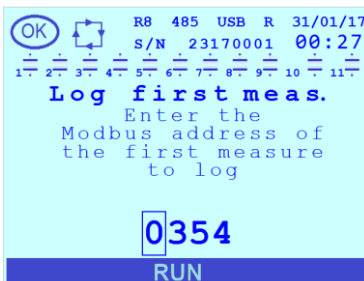 OK R8 485 USB R 31/01/17
S/N 23170001 00:27
1 2 3 4 5 6 7 8 9 10 11
Log first meas.
Enter the
Modbus address of
the first measure
to log
0354
RUN